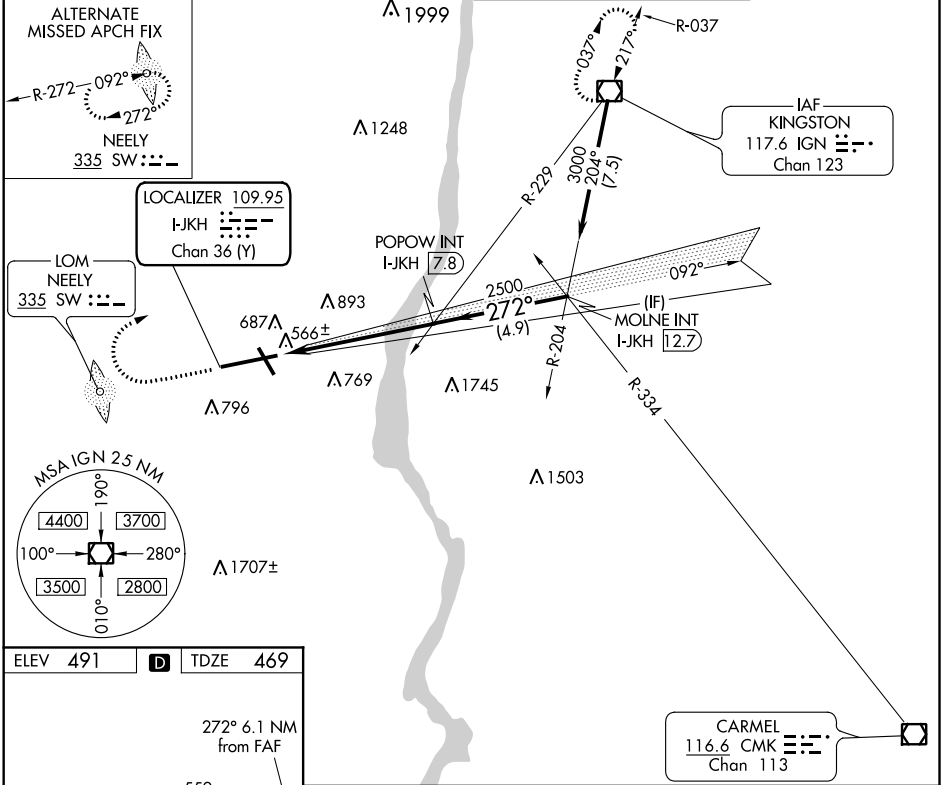 ALTERNATE
MISSED APCH FIX
R-272
092°
272°
NEELY
335 SW
1999
R-037
037°
217°
IAF
KINGSTON
117.6 IGN
Chan 123
1248
3000
204°
(7.5)
R-229
LOCALIZER 109.95
I-JKH
Chan 36 (Y)
POPOW INT
I-JKH 7.8
LOM
NEELY
335 SW
092°
2500
272°
(4.9)
(IF)
MOLNE INT
I-JKH 12.7
893
687
566±
R-204
769
1745
796
R-334
MSA IGN 25 NM
190°
4400
3700
100°
280°
3500
2800
010°
1503
1707±
ELEV 491
D
TDZE 469
272° 6.1 NM
from FAF
CARMEL
116.6 CMK
Chan 113